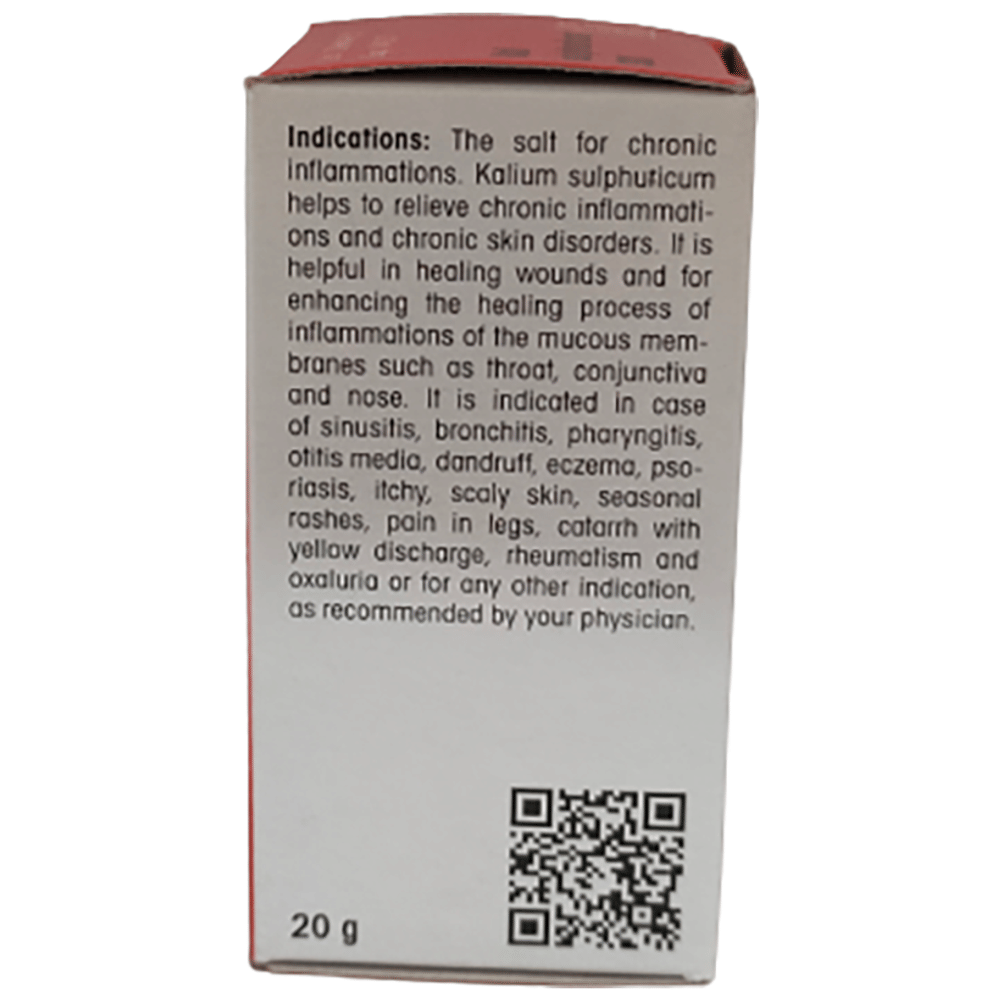 Indications: The salt for chronic
inflammations. Kalium sulphuricum
helps to relieve chronic inflammati-
ons and chronic skin disorders. It is
helpful in healing wounds and for
enhancing the healing process of
inflammations of the mucous mem-
branes such as throat, conjunctiva
and nose. It is indicated in case
of sinusitis, bronchitis, pharyngitis,
otitis media, dandruff, eczema, pso-
riasis, itchy, scaly skin, seasonal
rashes, pain in legs, catarrh with
yellow discharge, rheumatism and
oxaluria or for any other indication,
as recommended by your physician.
20 g